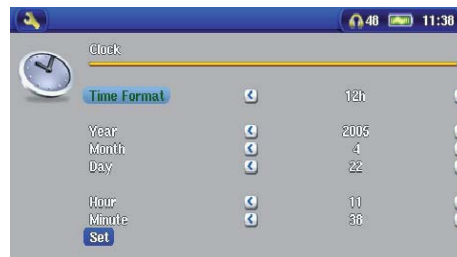 48 11:38
Clock
Time Format 12h
Year 2005
Month 4
Day 22
Hour 11
Minute 38
Set